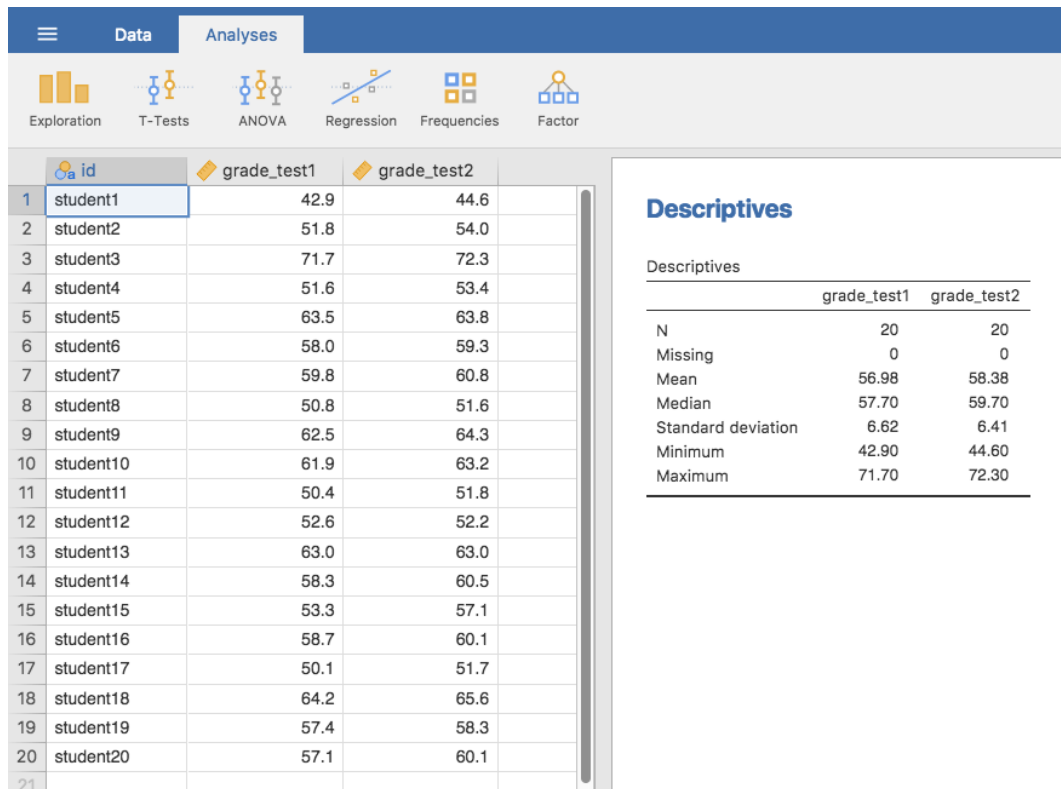 Data Analyses
Exploration T-Tests ANOVA Regression Frequencies Factor
id grade_test1 grade_test2
1 student1 42.9 44.6
2 student2 51.8 54.0
3 student3 71.7 72.3
4 student4 51.6 53.4
5 student5 63.5 63.8
6 student6 58.0 59.3
7 student7 59.8 60.8
8 student8 50.8 51.6
9 student9 62.5 64.3
10 student10 61.9 63.2
11 student11 50.4 51.8
12 student12 52.6 52.2
13 student13 63.0 63.0
14 student14 58.3 60.5
15 student15 53.3 57.1
16 student16 58.7 60.1
17 student17 50.1 51.7
18 student18 64.2 65.6
19 student19 57.4 58.3
20 student20 57.1 60.1
21
Descriptives
Descriptives
grade_test1 grade_test2
N 20 20
Missing 0 0
Mean 56.98 58.38
Median 57.70 59.70
Standard deviation 6.62 6.41
Minimum 42.90 44.60
Maximum 71.70 72.30